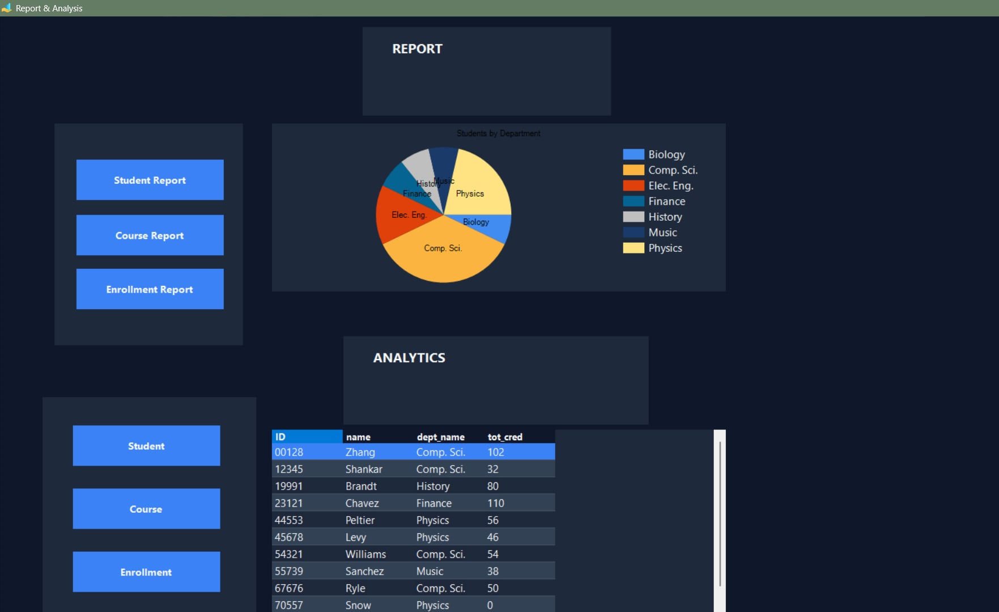 Report & Analysis
REPORT
Student Report
Course Report
Enrollment Report
Students by Department
History
Music
Finance
Physics
Elec. Eng.
Biology
Comp. Sci.
Biology
Comp. Sci.
Elec. Eng.
Finance
History
Music
Physics
ANALYTICS
Student
Course
Enrollment
ID name dept_name tot_cred
00128 Zhang Comp. Sci. 102
12345 Shankar Comp. Sci. 32
19991 Brandt History 80
23121 Chavez Finance 110
44553 Peltier Physics 56
45678 Levy Physics 46
54321 Williams Comp. Sci. 54
55739 Sanchez Music 38
67676 Ryle Comp. Sci. 50
70557 Snow Physics 0